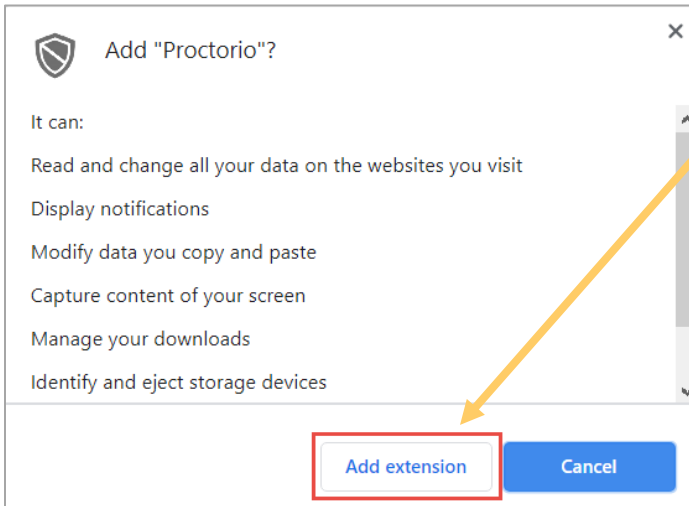 Add "Proctorio"?
It can:
Read and change all your data on the websites you visit
Display notifications
Modify data you copy and paste
Capture content of your screen
Manage your downloads
Identify and eject storage devices
Add extension
Cancel